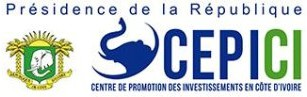 Présidence de la République
CEPICI
CENTRE DE PROMOTION DES INVESTISSEMENTS EN CÔTE D'IVOIRE